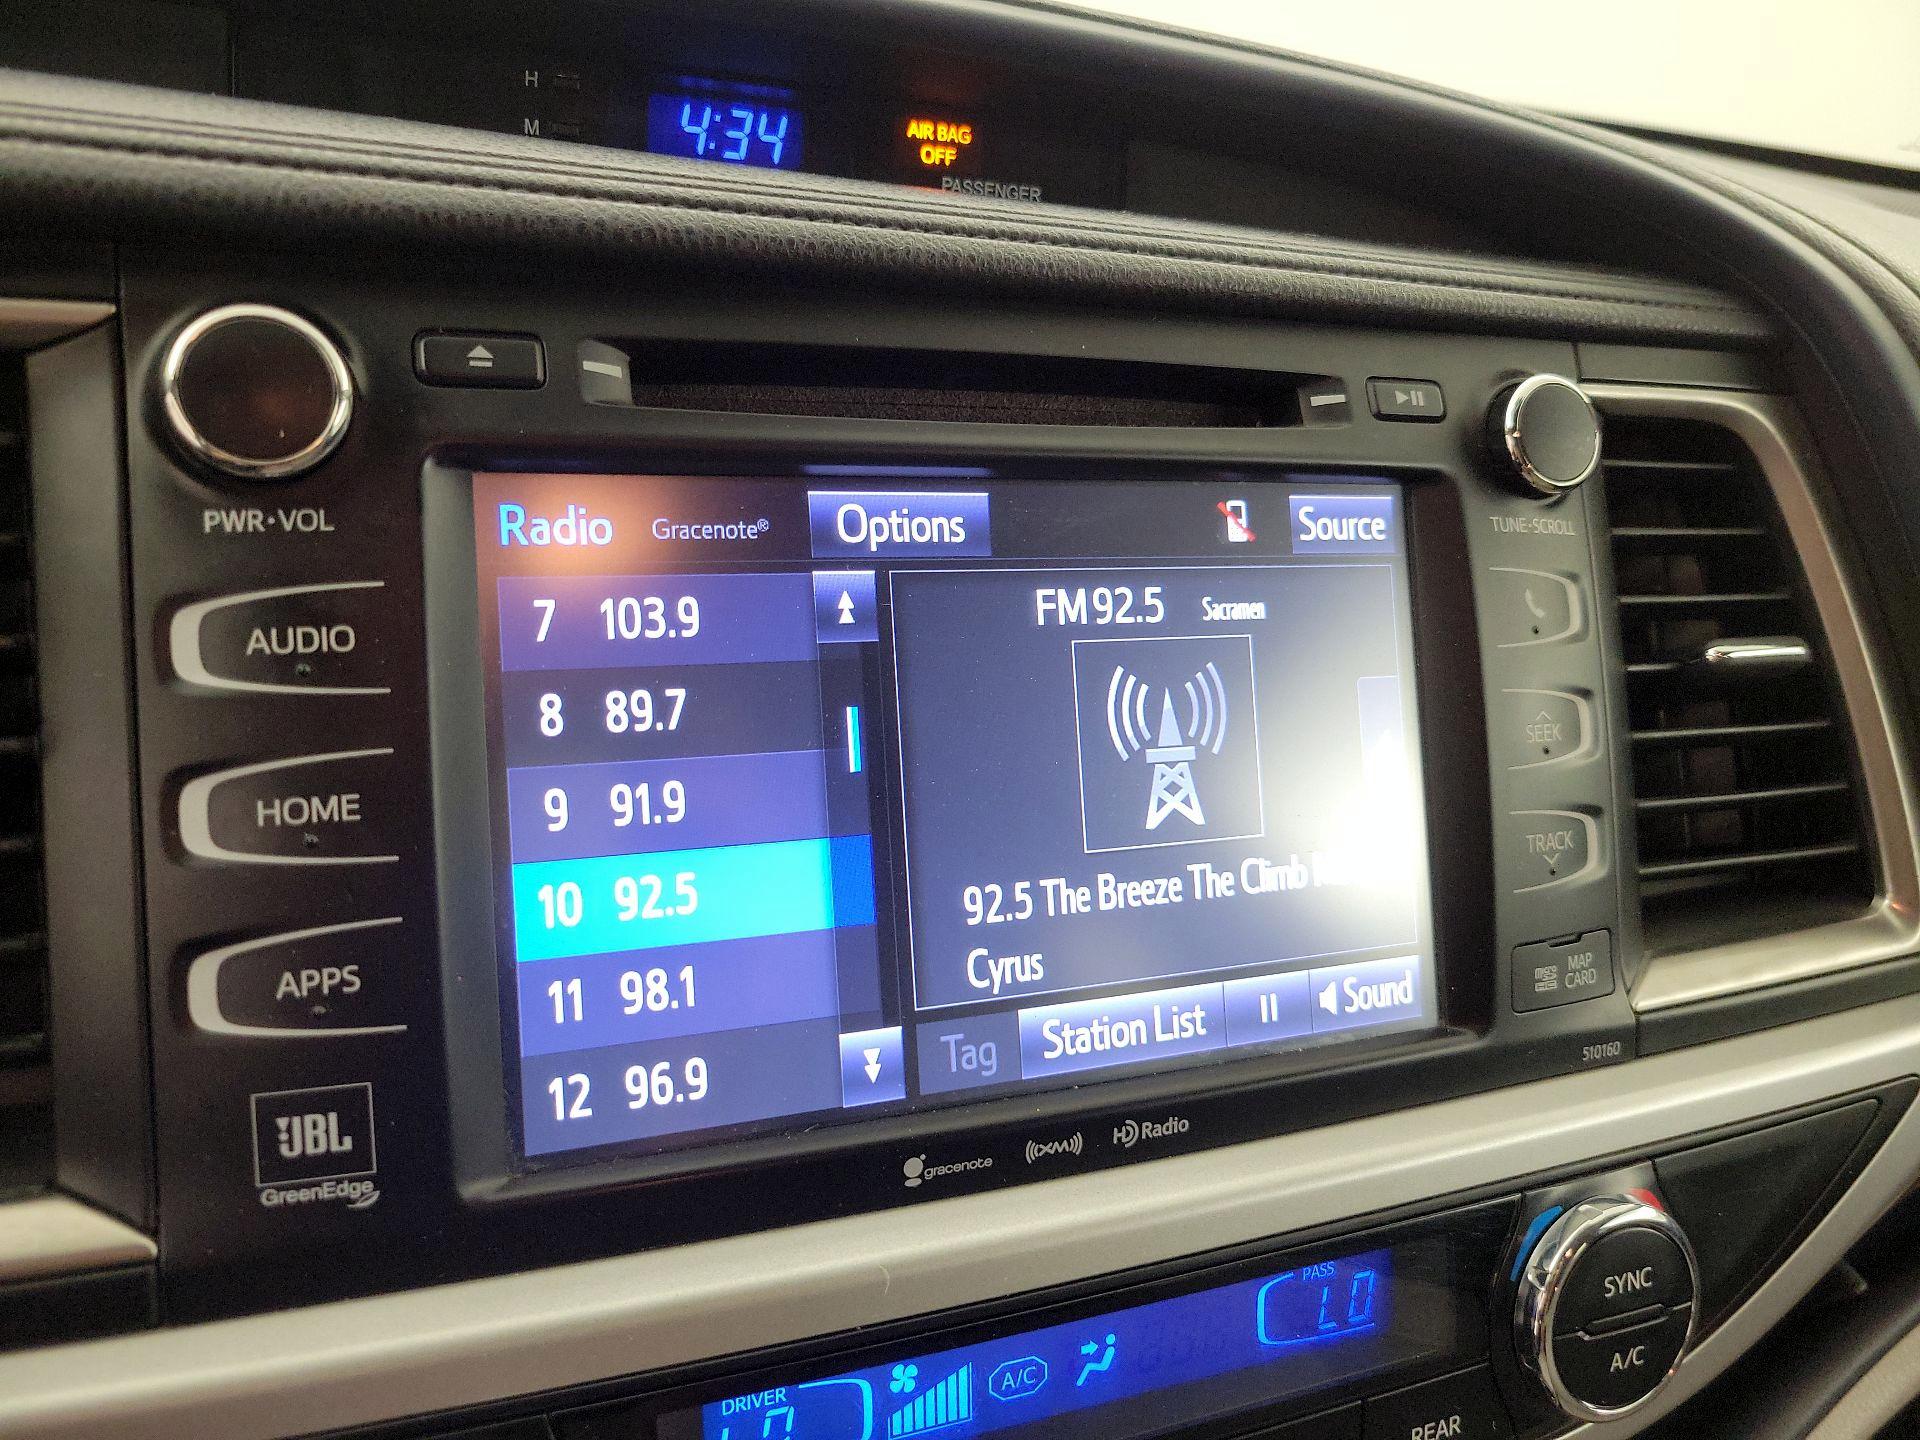 H
M
4:34
AIR BAG
OFF
PASSENGER
PWR•VOL
TUNE•SCROLL
Radio
Gracenote®
Options
Source
AUDIO
HOME
APPS
7 103.9
8 89.7
9 91.9
10 92.5
11 98.1
12 96.9
FM 92.5 Sacramen
92.5 The Breeze The Climb
Cyrus
Tag
Station List
Sound
SEEK
TRACK
micro
MAP
CARD
510160
JBL
GreenEdge
gracenote
((XM))
HD Radio
PASS
LO
DRIVER
A/C
SYNC
A/C
REAR